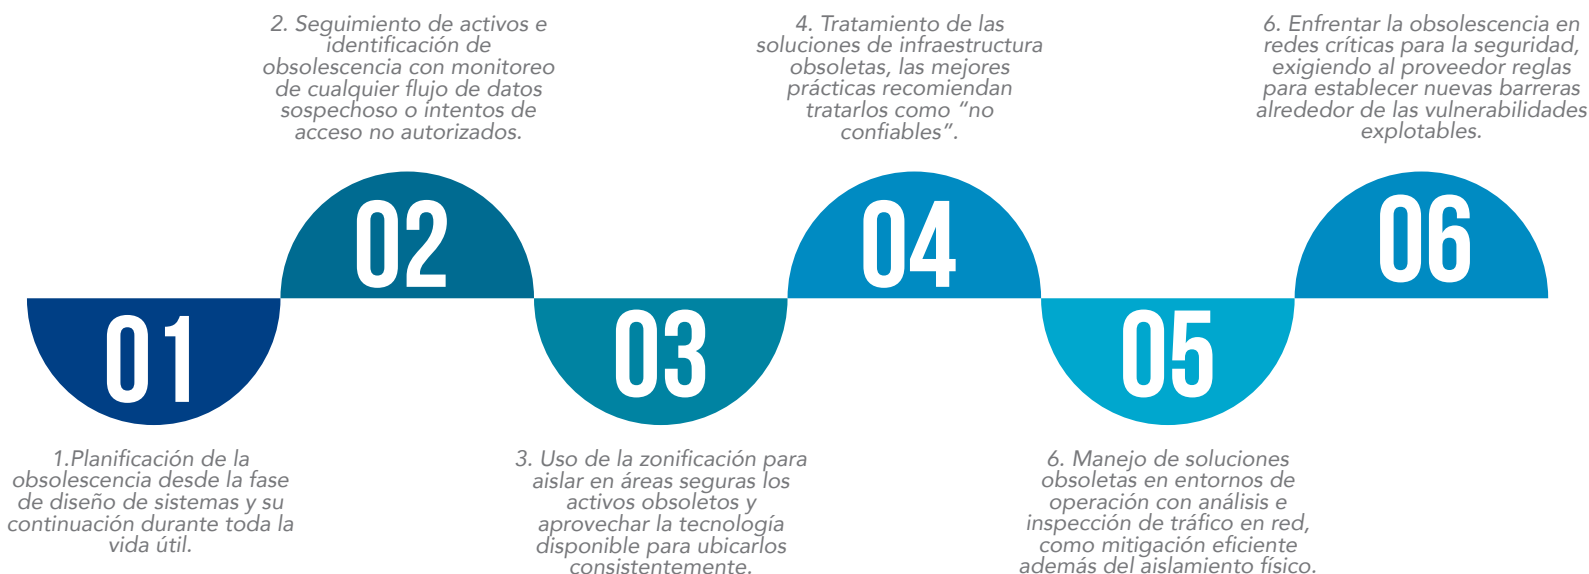 2. Seguimiento de activos e
identificación de
obsolescencia con monitoreo
de cualquier flujo de datos
sospechoso o intentos de
acceso no autorizados.
4. Tratamiento de las
soluciones de infraestructura
obsoletas, las mejores
prácticas recomiendan
tratarlos como “no
confiables”.
6. Enfrentar la obsolescencia en
redes críticas para la seguridad,
exigiendo al proveedor reglas
para establecer nuevas barreras
alrededor de las vulnerabilidades
explotables.
01
02
03
04
05
06
1.Planificación de la
obsolescencia desde la fase
de diseño de sistemas y su
continuación durante toda la
vida útil.
3. Uso de la zonificación para
aislar en áreas seguras los
activos obsoletos y
aprovechar la tecnología
disponible para ubicarlos
consistentemente.
6. Manejo de soluciones
obsoletas en entornos de
operación con análisis e
inspección de tráfico en red,
como mitigación eficiente
además del aislamiento físico.